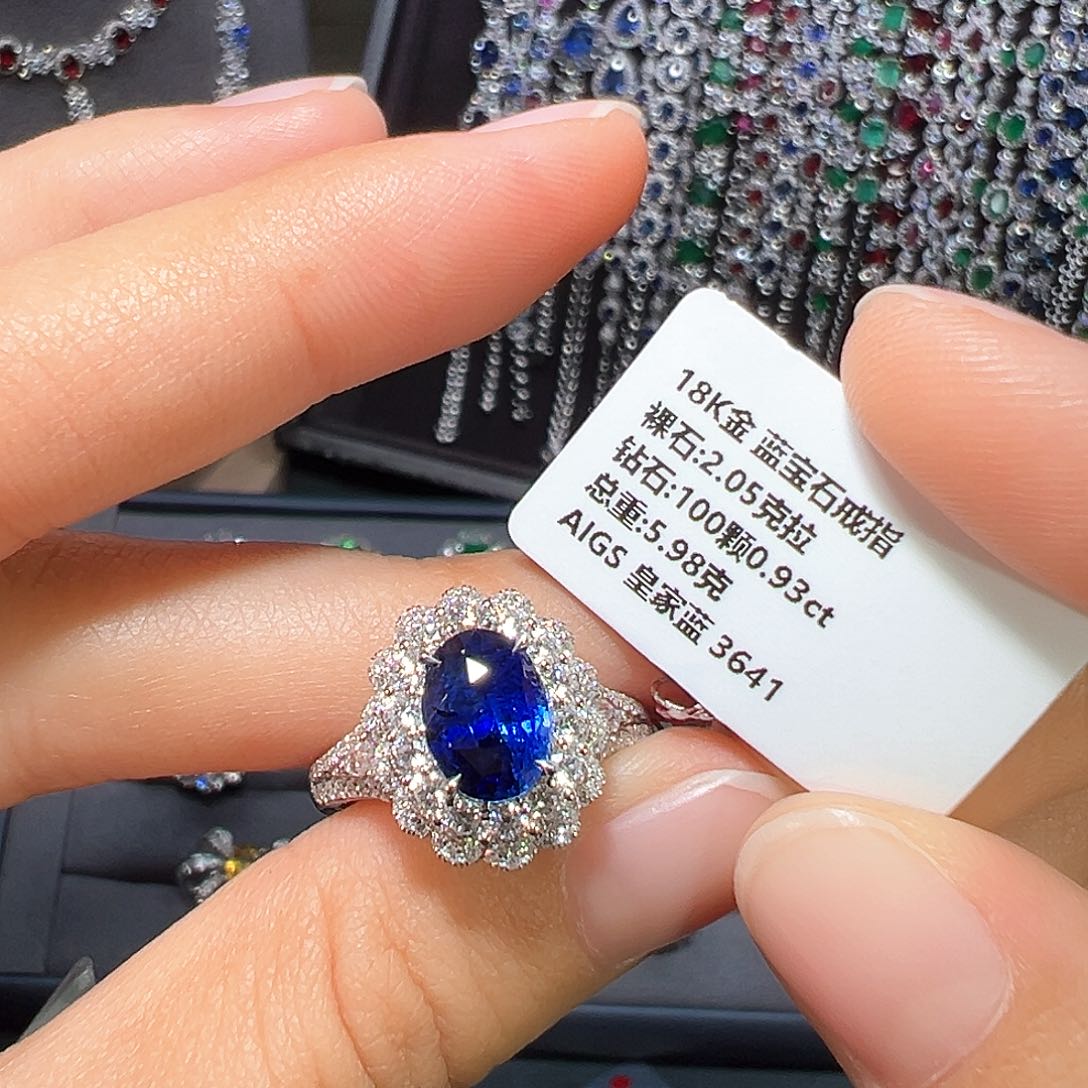 18K金 蓝宝石戒指
裸石:2.05克拉
钻石:100颗0.93ct
总重:5.98克
AIGS 皇家蓝 3641